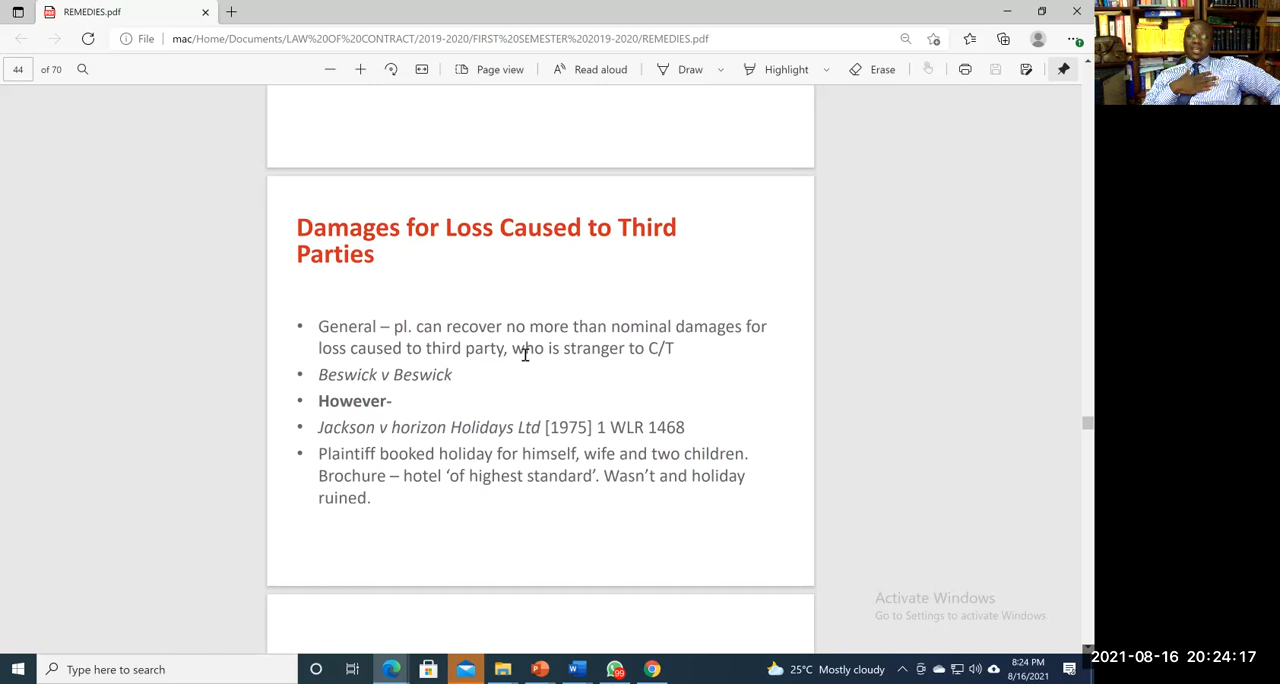 REMEDIES.pdf
File
mac/Home/Documents/LAW%20OF%20CONTRACT/2019-2020/FIRST%20SEMESTER%202019-2020/REMEDIES.pdf
44 of 70
Page view
Read aloud
Draw
Highlight
Erase
Damages for Loss Caused to Third
Parties
• General – pl. can recover no more than nominal damages for
loss caused to third party, who is stranger to C/T
• Beswick v Beswick
• However-
• Jackson v horizon Holidays Ltd [1975] 1 WLR 1468
• Plaintiff booked holiday for himself, wife and two children.
Brochure – hotel ‘of highest standard’. Wasn’t and holiday
ruined.
Activate Windows
Go to Settings to activate Windows.
Type here to search
99
25°C Mostly cloudy
8:24 PM
8/16/2021
2021-08-16 20:24:17